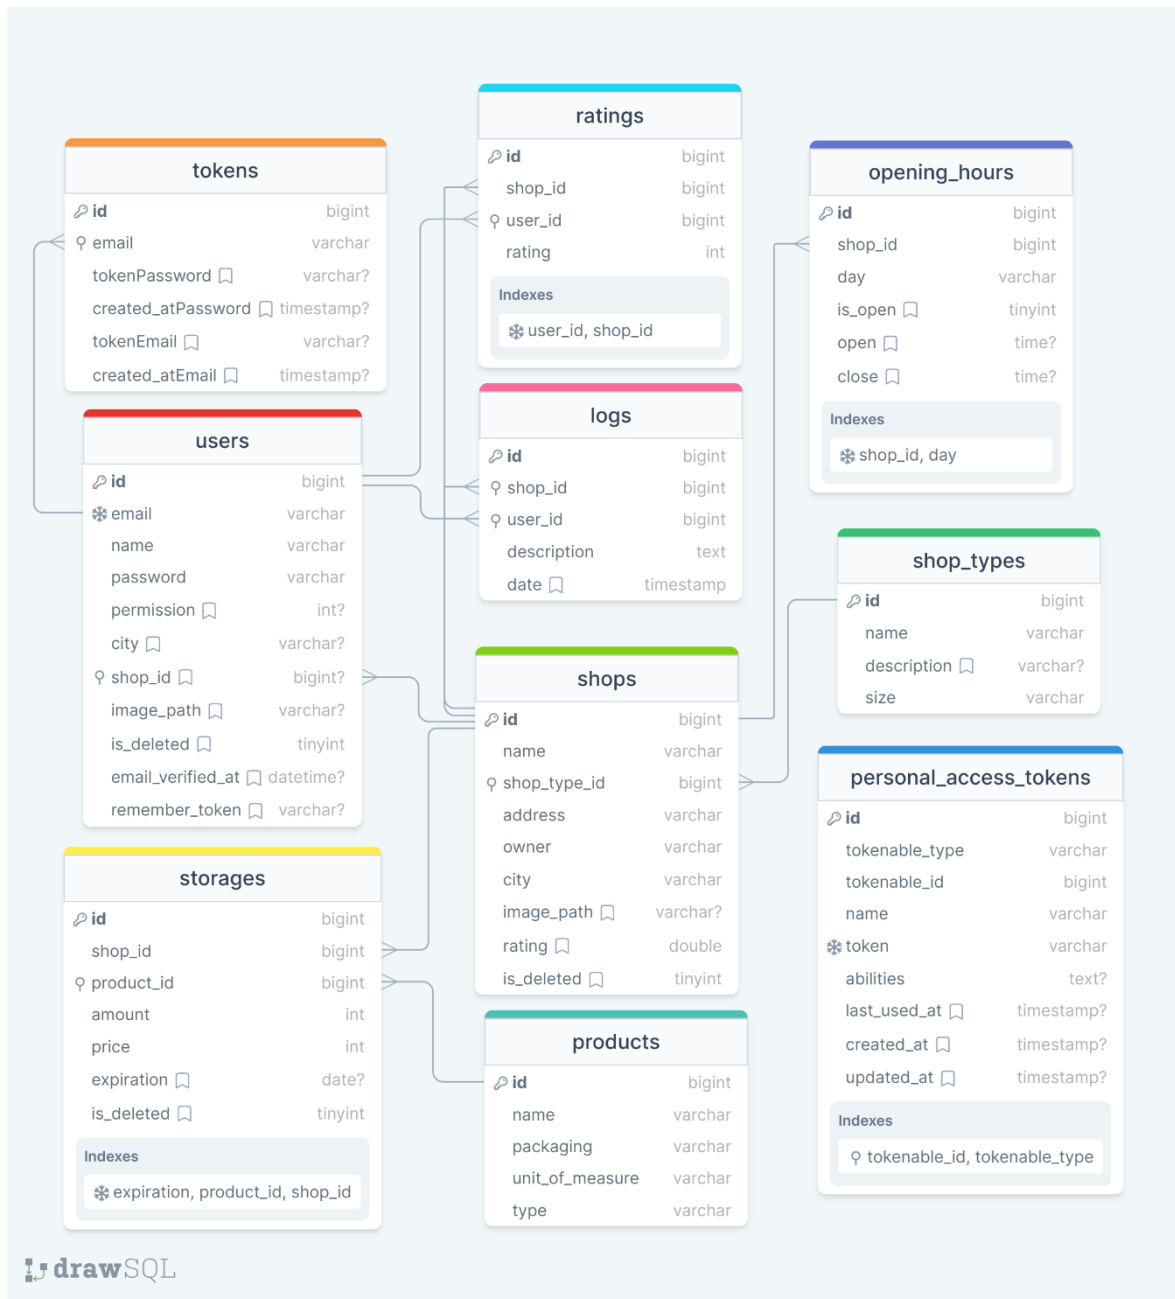 tokens
id bigint
email varchar
tokenPassword varchar?
created_atPassword timestamp?
tokenEmail varchar?
created_atEmail timestamp?
users
id bigint
email varchar
name varchar
password varchar
permission int?
city varchar?
shop_id bigint?
image_path varchar?
is_deleted tinyint
email_verified_at datetime?
remember_token varchar?
storages
id bigint
shop_id bigint
product_id bigint
amount int
price int
expiration date?
is_deleted tinyint
Indexes
expiration, product_id, shop_id
ratings
id bigint
shop_id bigint
user_id bigint
rating int
Indexes
user_id, shop_id
logs
id bigint
shop_id bigint
user_id bigint
description text
date timestamp
shops
id bigint
name varchar
shop_type_id bigint
address varchar
owner varchar
city varchar
image_path varchar?
rating double
is_deleted tinyint
products
id bigint
name varchar
packaging varchar
unit_of_measure varchar
type varchar
opening_hours
id bigint
shop_id bigint
day varchar
is_open tinyint
open time?
close time?
Indexes
shop_id, day
shop_types
id bigint
name varchar
description varchar?
size varchar
personal_access_tokens
id bigint
tokenable_type varchar
tokenable_id bigint
name varchar
token varchar
abilities text?
last_used_at timestamp?
created_at timestamp?
updated_at timestamp?
Indexes
tokenable_id, tokenable_type
drawSQL